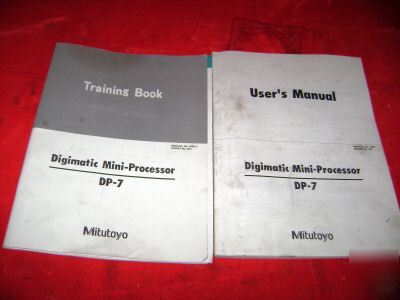 Training Book
Digimatic Mini-Processor
DP-7
Mitutoyo
User's Manual
Digimatic Mini-Processor
DP-7
Mitutoyo